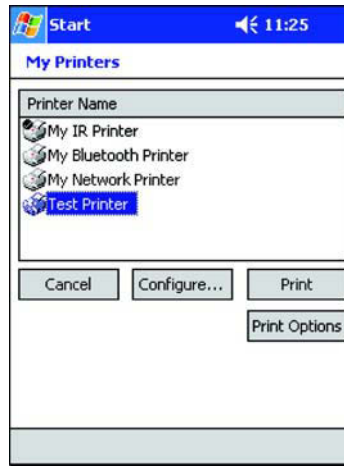 Start 11:25
My Printers
Printer Name
My IR Printer
My Bluetooth Printer
My Network Printer
Test Printer
Cancel Configure... Print
Print Options